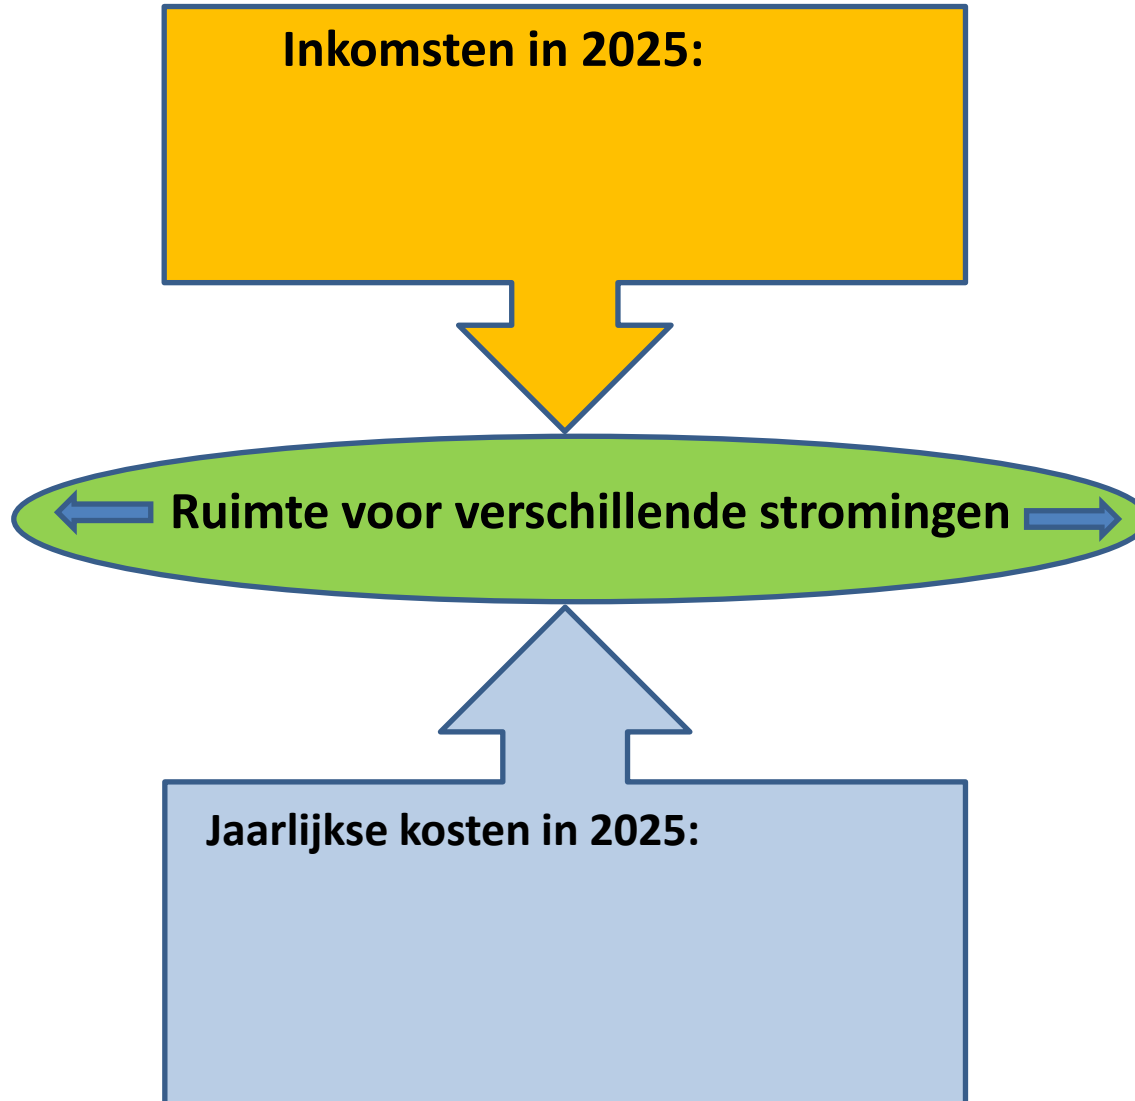 Inkomsten in 2025:
Ruimte voor verschillende stromingen
Jaarlijkse kosten in 2025: